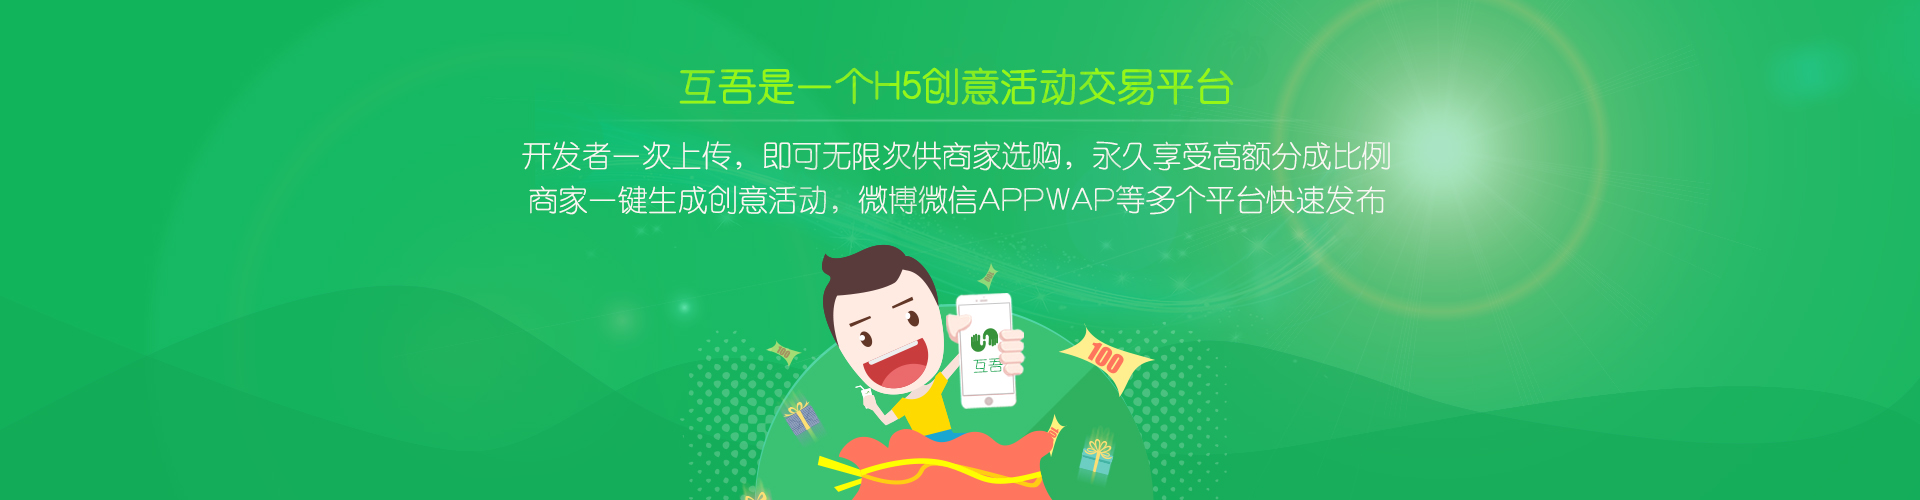 互吾是一个H5创意活动交易平台
开发者一次上传，即可无限次供商家选购，永久享受高额分成比例
商家一键生成创意活动，微博微信APPWAP等多个平台快速发布
互吾
100
100
100